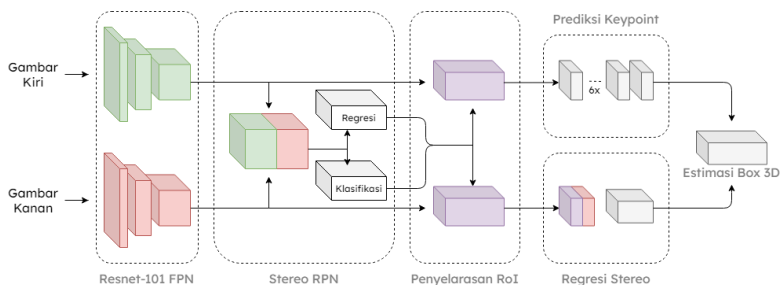 Prediksi Keypoint
Gambar
Kiri
6x
Regresi
Klasifikasi
Estimasi Box 3D
Gambar
Kanan
Resnet-101 FPN
Stereo RPN
Penyelarasan RoI
Regresi Stereo